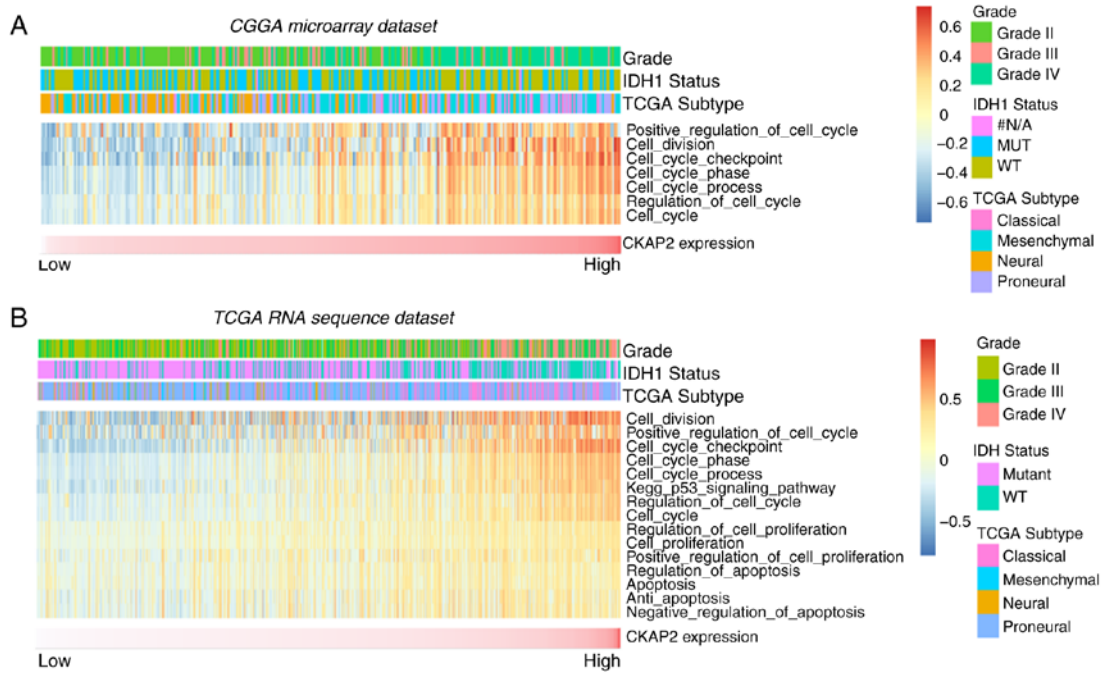 A
CGGA microarray dataset
Grade
IDH1 Status
TCGA Subtype
Positive_regulation_of_cell_cycle
Cell_division
Cell_cycle_checkpoint
Cell_cycle_phase
Cell_cycle_process
Regulation_of_cell_cycle
Cell_cycle
CKAP2 expression
Low
High
0.6
0.4
0.2
0
−0.2
−0.4
−0.6
Grade
Grade II
Grade III
Grade IV
IDH1 Status
#N/A
MUT
WT
TCGA Subtype
Classical
Mesenchymal
Neural
Proneural
B
TCGA RNA sequence dataset
Grade
IDH1 Status
TCGA Subtype
Cell_division
Positive_regulation_of_cell_cycle
Cell_cycle_checkpoint
Cell_cycle_phase
Cell_cycle_process
Kegg_p53_signaling_pathway
Regulation_of_cell_cycle
Cell_cycle
Regulation_of_cell_proliferation
Cell_proliferation
Positive_regulation_of_cell_proliferation
Regulation_of_apoptosis
Apoptosis
Anti_apoptosis
Negative_regulation_of_apoptosis
CKAP2 expression
Low
High
0.5
0
−0.5
Grade
Grade II
Grade III
Grade IV
IDH Status
Mutant
WT
TCGA Subtype
Classical
Mesenchymal
Neural
Proneural